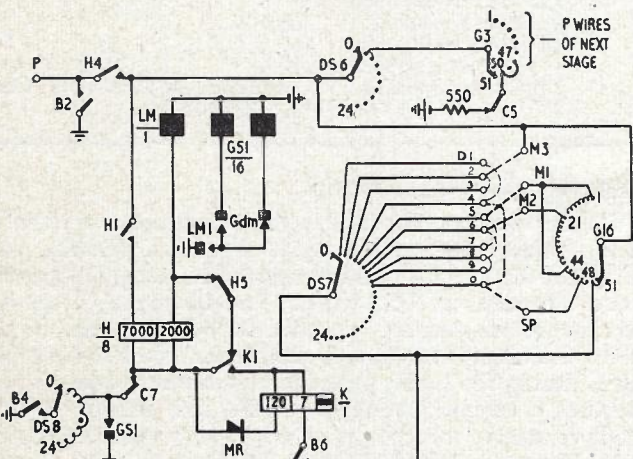 P WIRES
OF NEXT
STAGE
1
G3
47
50
51
0
DS6
24
550
C5
P
H4
B2
LM
1
GS1
16
LM1
Gdm
H1
H5
H
8
7000 2000
K1
B4
0
DS8
24
C7
GS1
MR
120 7
K
1
B6
D1
2
3
4
5
6
7
8
9
0
M3
M1
M2
1
21
G16
44
48
51
0
DS7
24
SP